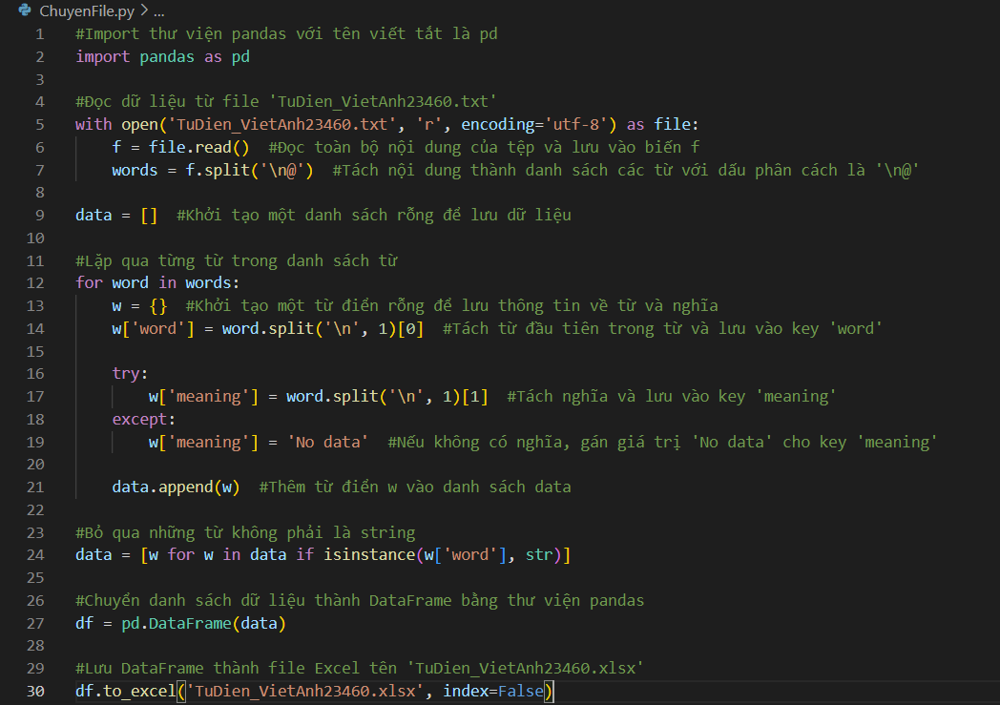 ChuyenFile.py > ...
1 #Import thư viện pandas với tên viết tắt là pd
2 import pandas as pd
3
4 #Đọc dữ liệu từ file 'TuDien_VietAnh23460.txt'
5 with open('TuDien_VietAnh23460.txt', 'r', encoding='utf-8') as file:
6     f = file.read()  #Đọc toàn bộ nội dung của tệp và lưu vào biến f
7     words = f.split('\n@')  #Tách nội dung thành danh sách các từ với dấu phân cách là '\n@'
8
9 data = []  #Khởi tạo một danh sách rỗng để lưu dữ liệu
10
11 #Lặp qua từng từ trong danh sách từ
12 for word in words:
13     w = {}  #Khởi tạo một từ điển rỗng để lưu thông tin về từ và nghĩa
14     w['word'] = word.split('\n', 1)[0]  #Tách từ đầu tiên trong từ và lưu vào key 'word'
15
16     try:
17         w['meaning'] = word.split('\n', 1)[1]  #Tách nghĩa và lưu vào key 'meaning'
18     except:
19         w['meaning'] = 'No data'  #Nếu không có nghĩa, gán giá trị 'No data' cho key 'meaning'
20
21     data.append(w)  #Thêm từ điển w vào danh sách data
22
23 #Bỏ qua những từ không phải là string
24 data = [w for w in data if isinstance(w['word'], str)]
25
26 #Chuyển danh sách dữ liệu thành DataFrame bằng thư viện pandas
27 df = pd.DataFrame(data)
28
29 #Lưu DataFrame thành file Excel tên 'TuDien_VietAnh23460.xlsx'
30 df.to_excel('TuDien_VietAnh23460.xlsx', index=False)